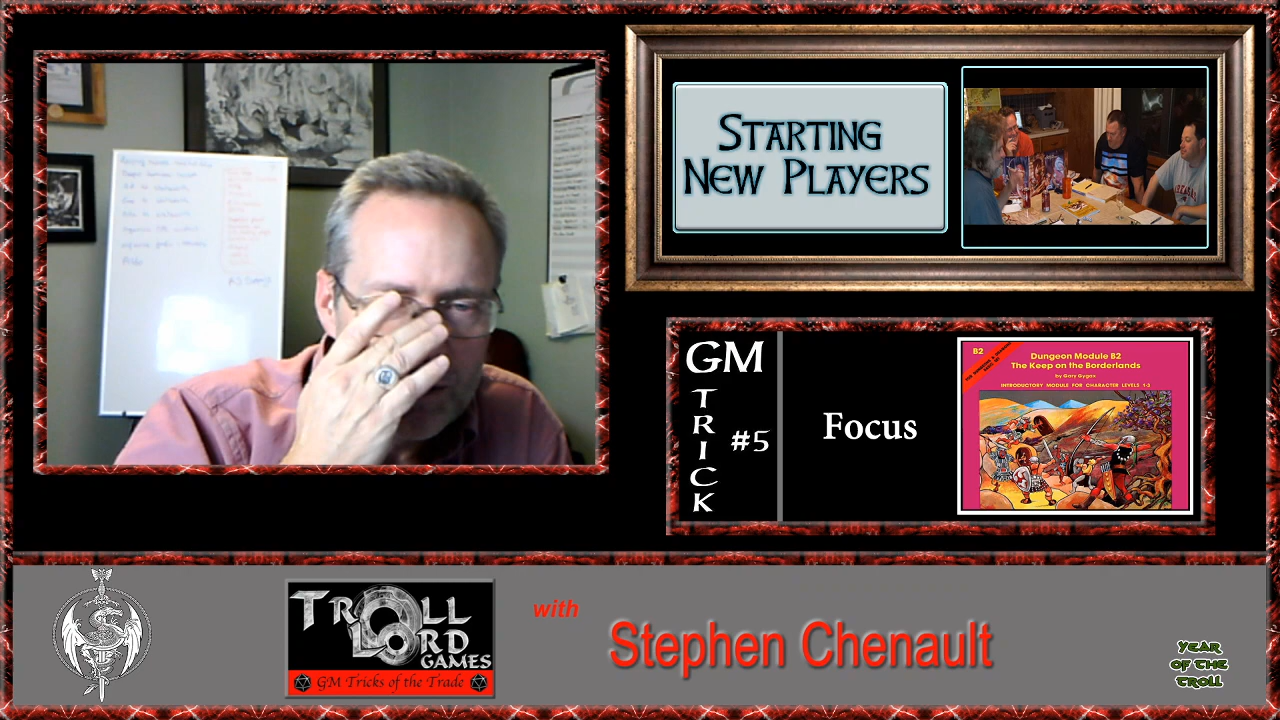 STARTING
NEW PLAYERS
GM
TRICK
#5
Focus
B2
Dungeon Module B2
The Keep on the Borderlands
by Gary Gygax
INTRODUCTORY MODULE FOR CHARACTER LEVELS 1-3
TROLL
LORD
GAMES
GM Tricks of the Trade
with
Stephen Chenault
YEAR
OF THE
TROLL